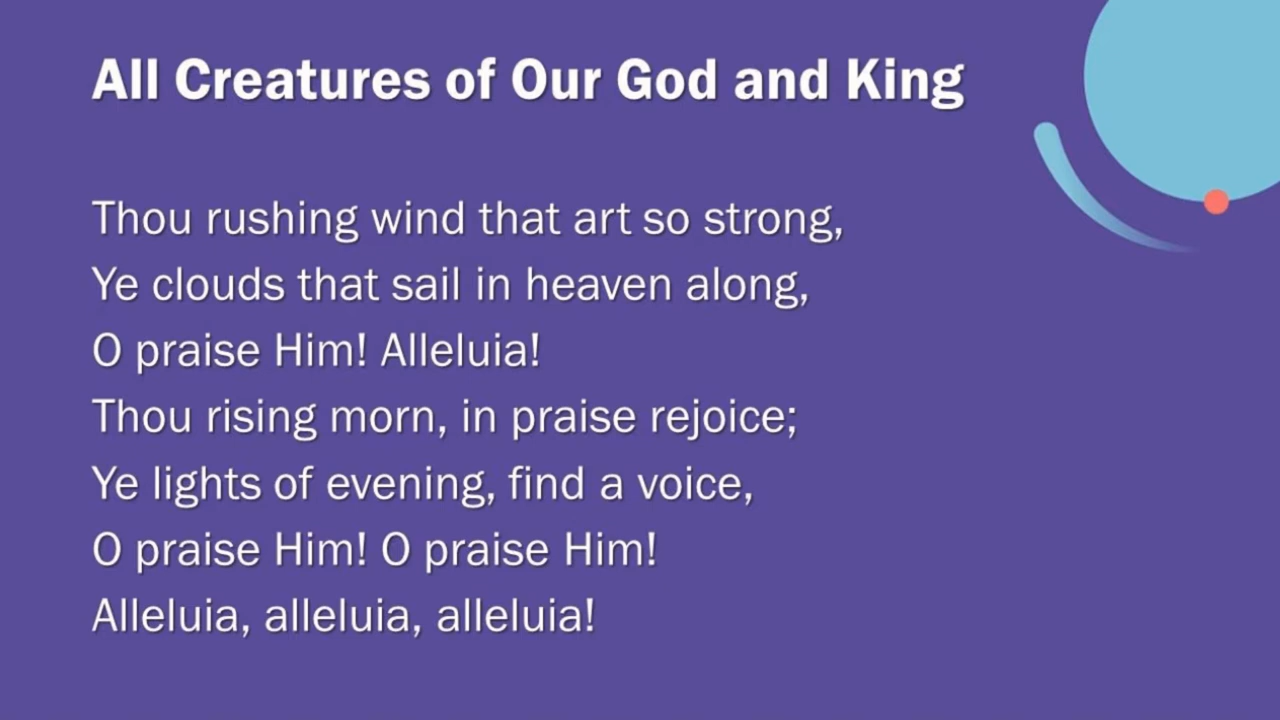 All Creatures of Our God and King
Thou rushing wind that art so strong,
Ye clouds that sail in heaven along,
O praise Him! Alleluia!
Thou rising morn, in praise rejoice;
Ye lights of evening, find a voice,
O praise Him! O praise Him!
Alleluia, alleluia, alleluia!